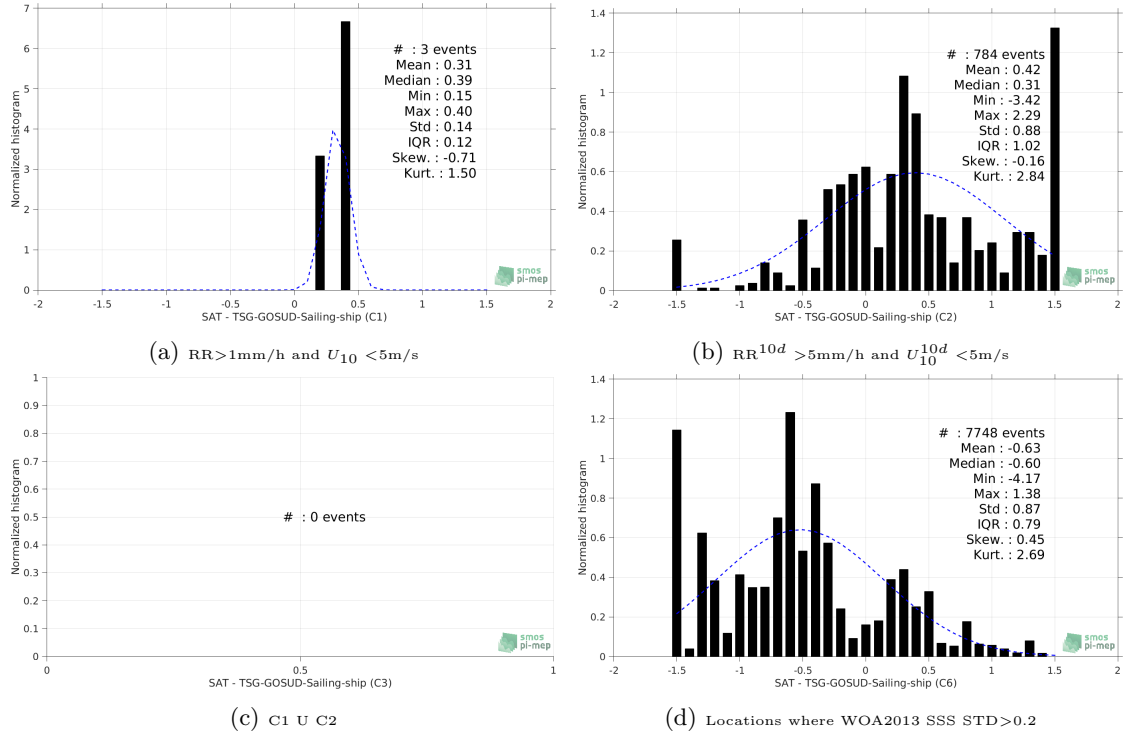 7
6
5
4
3
2
1
0
Normalized histogram
# : 3 events
Mean : 0.31
Median : 0.39
Min : 0.15
Max : 0.40
Std : 0.14
IQR : 0.12
Skew. : -0.71
Kurt. : 1.50
smos
pi-mep
-2 -1.5 -1 -0.5 0 0.5 1 1.5 2
SAT - TSG-GOSUD-Sailing-ship (C1)
(a) RR>1mm/h and U10 <5m/s
1.4
1.2
1
0.8
0.6
0.4
0.2
0
Normalized histogram
# : 784 events
Mean : 0.42
Median : 0.31
Min : -3.42
Max : 2.29
Std : 0.88
IQR : 1.02
Skew. : -0.16
Kurt. : 2.84
smos
pi-mep
-2 -1.5 -1 -0.5 0 0.5 1 1.5 2
SAT - TSG-GOSUD-Sailing-ship (C2)
(b) RR10d >5mm/h and U10d10 <5m/s
1
0.9
0.8
0.7
0.6
0.5
0.4
0.3
0.2
0.1
0
Normalized histogram
# : 0 events
smos
pi-mep
0 0.5 1
SAT - TSG-GOSUD-Sailing-ship (C3)
(c) C1 U C2
1.4
1.2
1
0.8
0.6
0.4
0.2
0
Normalized histogram
# : 7748 events
Mean : -0.63
Median : -0.60
Min : -4.17
Max : 1.38
Std : 0.87
IQR : 0.79
Skew. : 0.45
Kurt. : 2.69
smos
pi-mep
-2 -1.5 -1 -0.5 0 0.5 1 1.5 2
SAT - TSG-GOSUD-Sailing-ship (C6)
(d) Locations where WOA2013 SSS STD>0.2